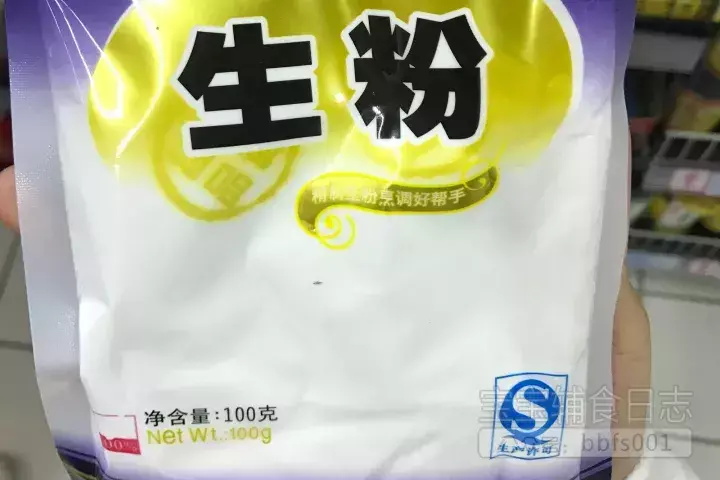 生粉
精制生粉烹调好帮手
净含量:100克
Net Wt.:100g
生产许可
宝宝辅食日志
bbfs001